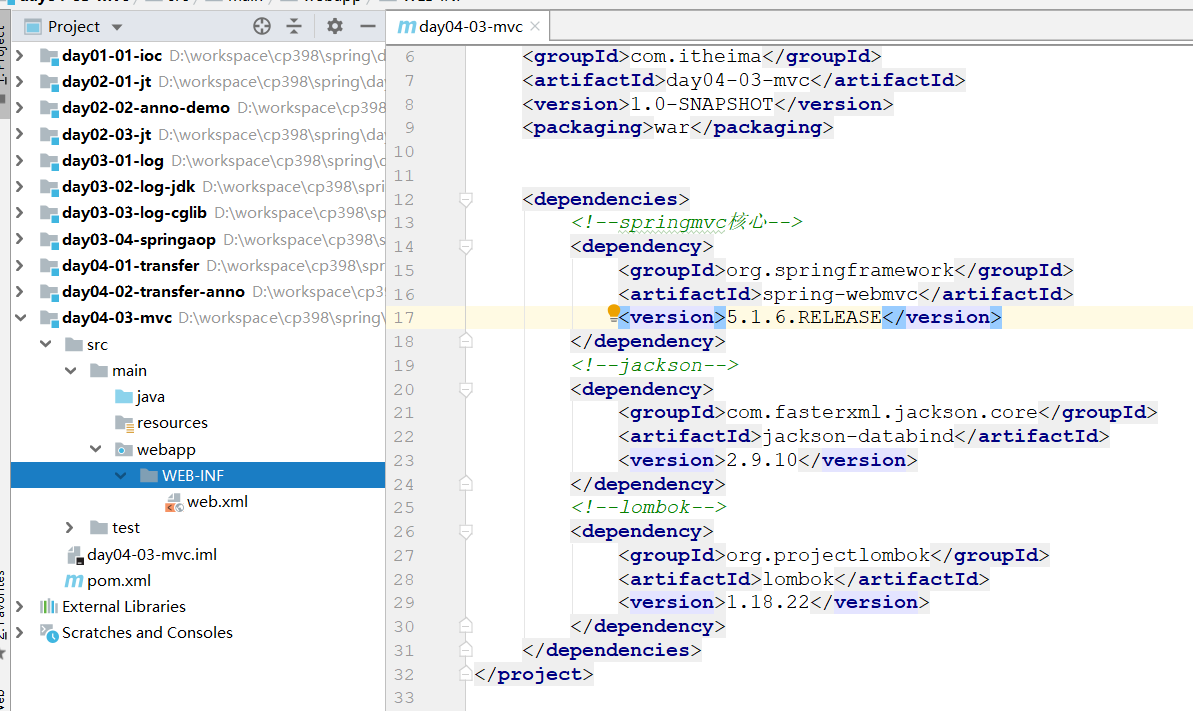 Project
day01-01-ioc D:\workspace\cp398\spring\d
day02-01-jt D:\workspace\cp398\spring\day
day02-02-anno-demo D:\workspace\cp398
day02-03-jt D:\workspace\cp398\spring\day
day03-01-log D:\workspace\cp398\spring\d
day03-02-log-jdk D:\workspace\cp398\spri
day03-03-log-cglib D:\workspace\cp398\sp
day03-04-springaop D:\workspace\cp398\s
day04-01-transfer D:\workspace\cp398\spr
day04-02-transfer-anno D:\workspace\cp3
day04-03-mvc D:\workspace\cp398\spring\
src
main
java
resources
webapp
WEB-INF
web.xml
test
day04-03-mvc.iml
pom.xml
External Libraries
Scratches and Consoles
day04-03-mvc
6 <groupId>com.itheima</groupId>
7 <artifactId>day04-03-mvc</artifactId>
8 <version>1.0-SNAPSHOT</version>
9 <packaging>war</packaging>
10
11
12 <dependencies>
13 <!--springmvc核心-->
14 <dependency>
15 <groupId>org.springframework</groupId>
16 <artifactId>spring-webmvc</artifactId>
17 <version>5.1.6.RELEASE</version>
18 </dependency>
19 <!--jackson-->
20 <dependency>
21 <groupId>com.fasterxml.jackson.core</groupId>
22 <artifactId>jackson-databind</artifactId>
23 <version>2.9.10</version>
24 </dependency>
25 <!--lombok-->
26 <dependency>
27 <groupId>org.projectlombok</groupId>
28 <artifactId>lombok</artifactId>
29 <version>1.18.22</version>
30 </dependency>
31 </dependencies>
32 </project>
33